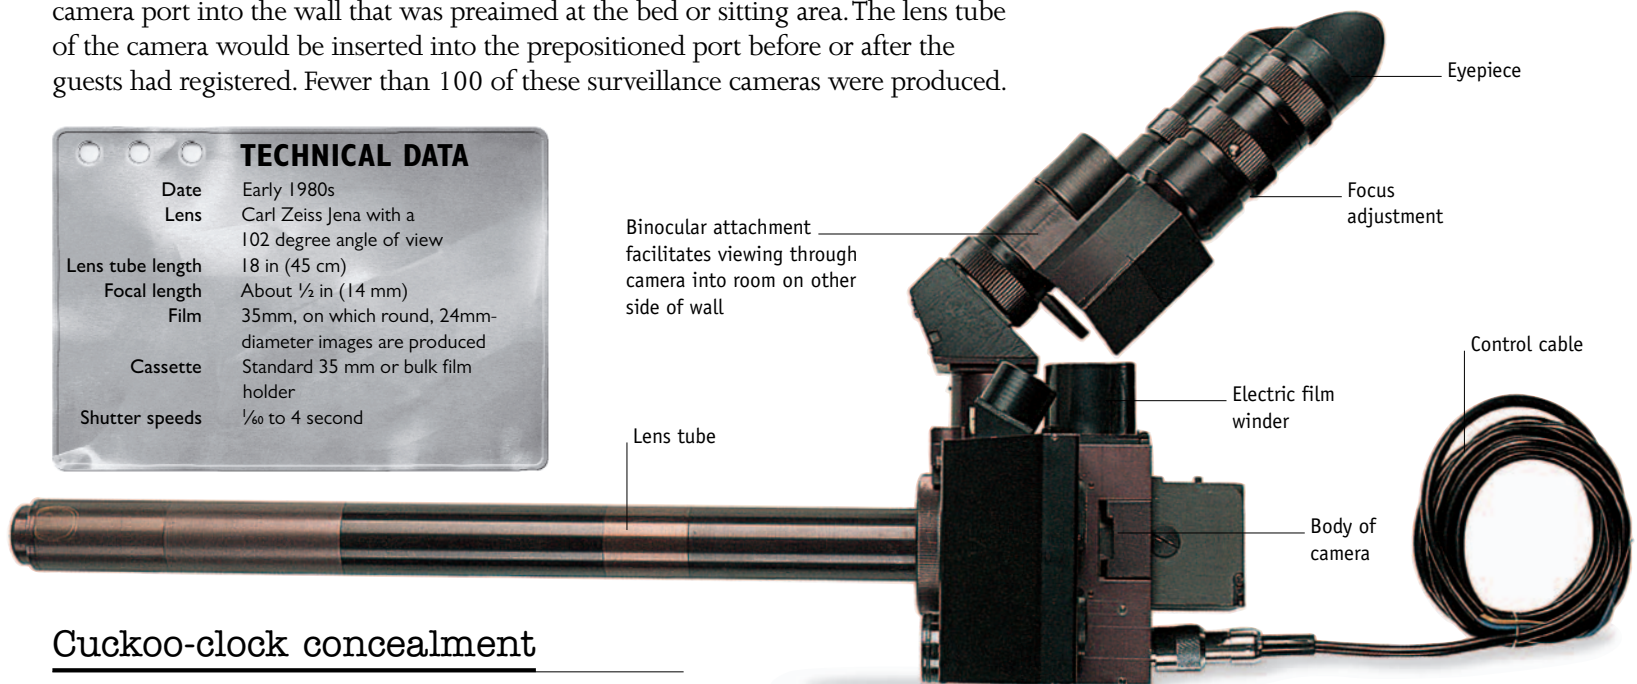 camera port into the wall that was preaimed at the bed or sitting area. The lens tube
of the camera would be inserted into the prepositioned port before or after the
guests had registered. Fewer than 100 of these surveillance cameras were produced.
TECHNICAL DATA
Date Early 1980s
Lens Carl Zeiss Jena with a
102 degree angle of view
Lens tube length 18 in (45 cm)
Focal length About ½ in (14 mm)
Film 35mm, on which round, 24mm-
diameter images are produced
Cassette Standard 35 mm or bulk film
holder
Shutter speeds 1⁄60 to 4 second
Eyepiece
Focus
adjustment
Binocular attachment
facilitates viewing through
camera into room on other
side of wall
Control cable
Electric film
winder
Lens tube
Body of
camera
Cuckoo-clock concealment